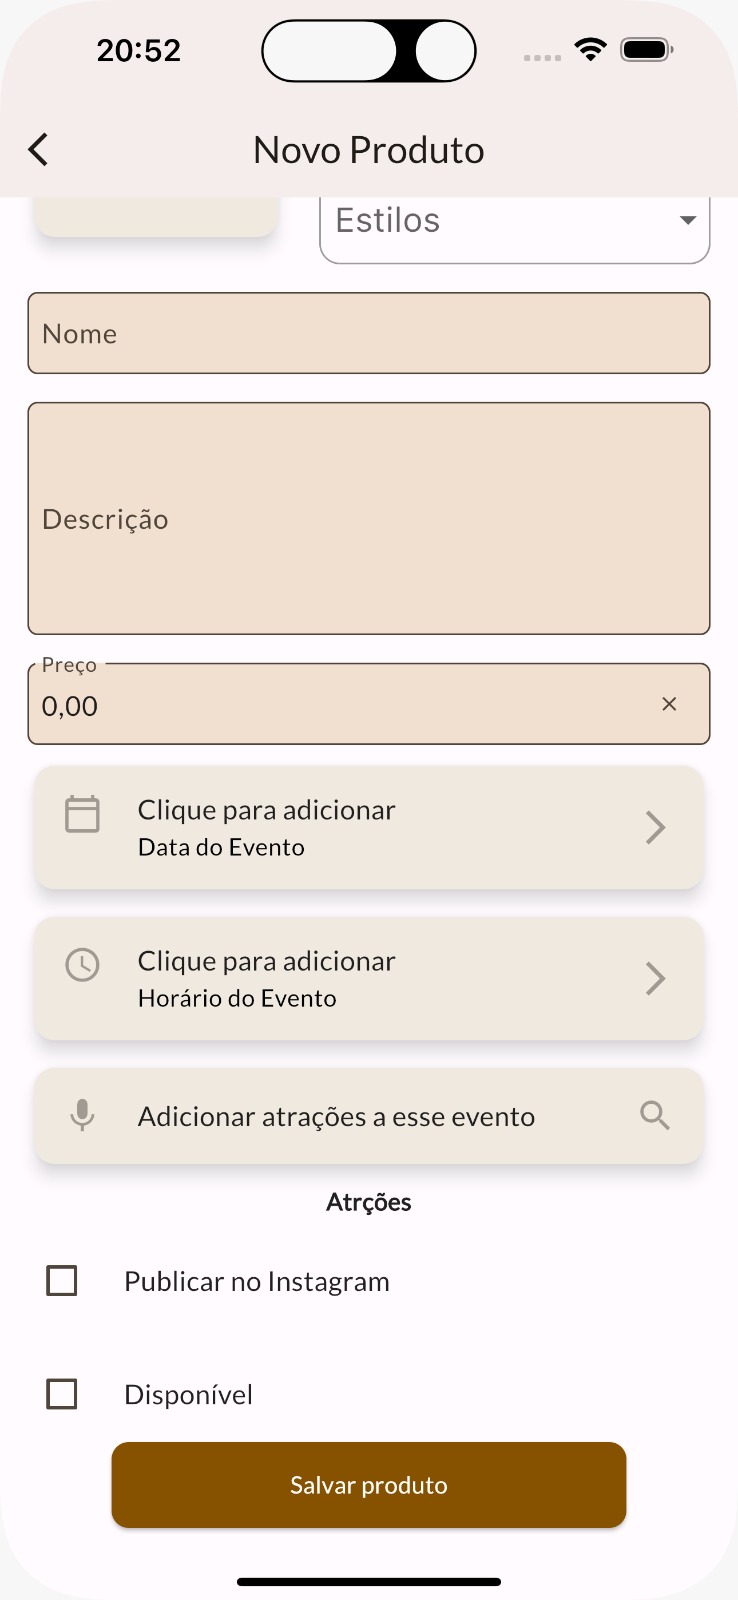 20:52
Novo Produto
Estilos
Nome
Descrição
Preço
0,00
Clique para adicionar
Data do Evento
Clique para adicionar
Horário do Evento
Adicionar atrações a esse evento
Atrções
Publicar no Instagram
Disponível
Salvar produto